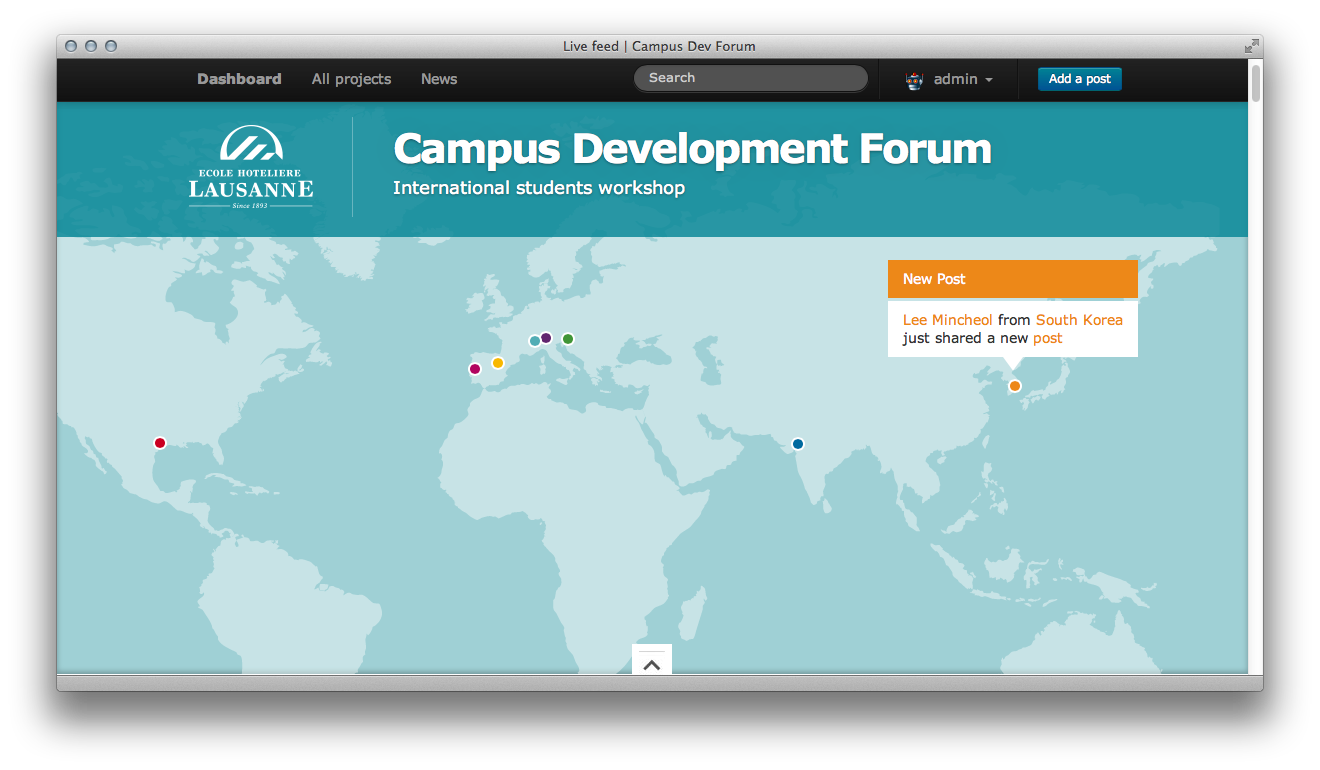 Live feed | Campus Dev Forum
Dashboard
All projects
News
Search
admin
Add a post
ECOLE HOTELIERE
LAUSANNE
Since 1893
Campus Development Forum
International students workshop
New Post
Lee Mincheol from South Korea
just shared a new post